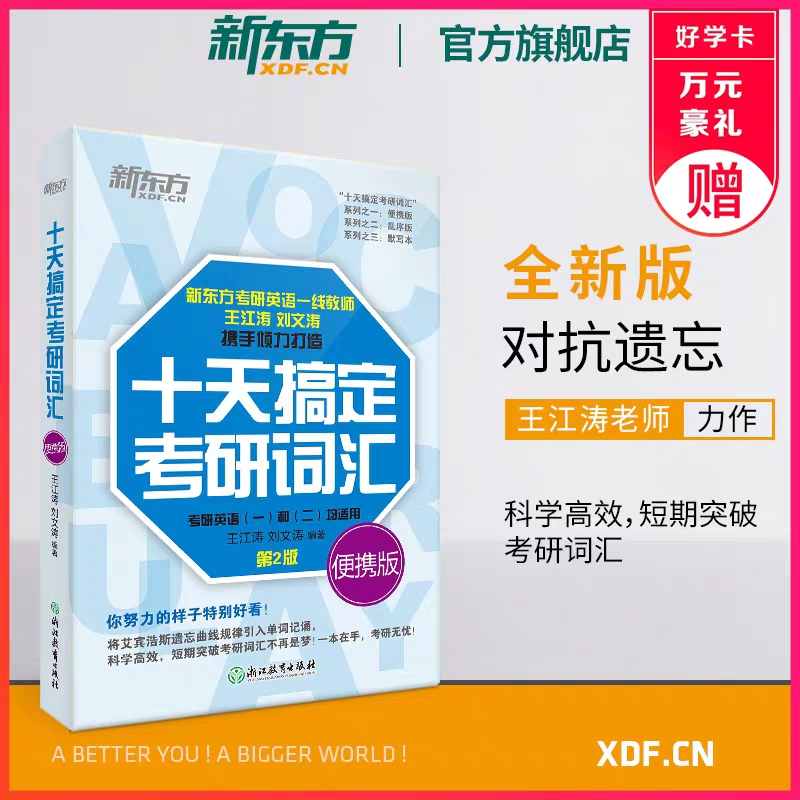 新东方
XDF.CN
官方旗舰店
好学卡
万元
豪礼
赠
新东方
XDF.CN
"十天搞定考研词汇"
系列之一：便携版
系列之二：乱序版
系列之三：默写本
VOCABULARY
新东方考研英语一线教师
王江涛 刘文涛
携手倾力打造
十天搞定
考研词汇
考研英语（一）和（二）均适用
王江涛 刘文涛 编著
第2版
便携版
你努力的样子特别好看！
将艾宾浩斯遗忘曲线规律引入单词记诵，
科学高效，短期突破考研词汇不再是梦！一本在手，考研无忧！
浙江教育出版社
新东方
十天搞定考研词汇
便携版
王江涛 刘文涛 编著
浙江教育出版社
全新版
对抗遗忘
王江涛老师 力作
科学高效，短期突破
考研词汇
A BETTER YOU ! A BIGGER WORLD !
XDF.CN